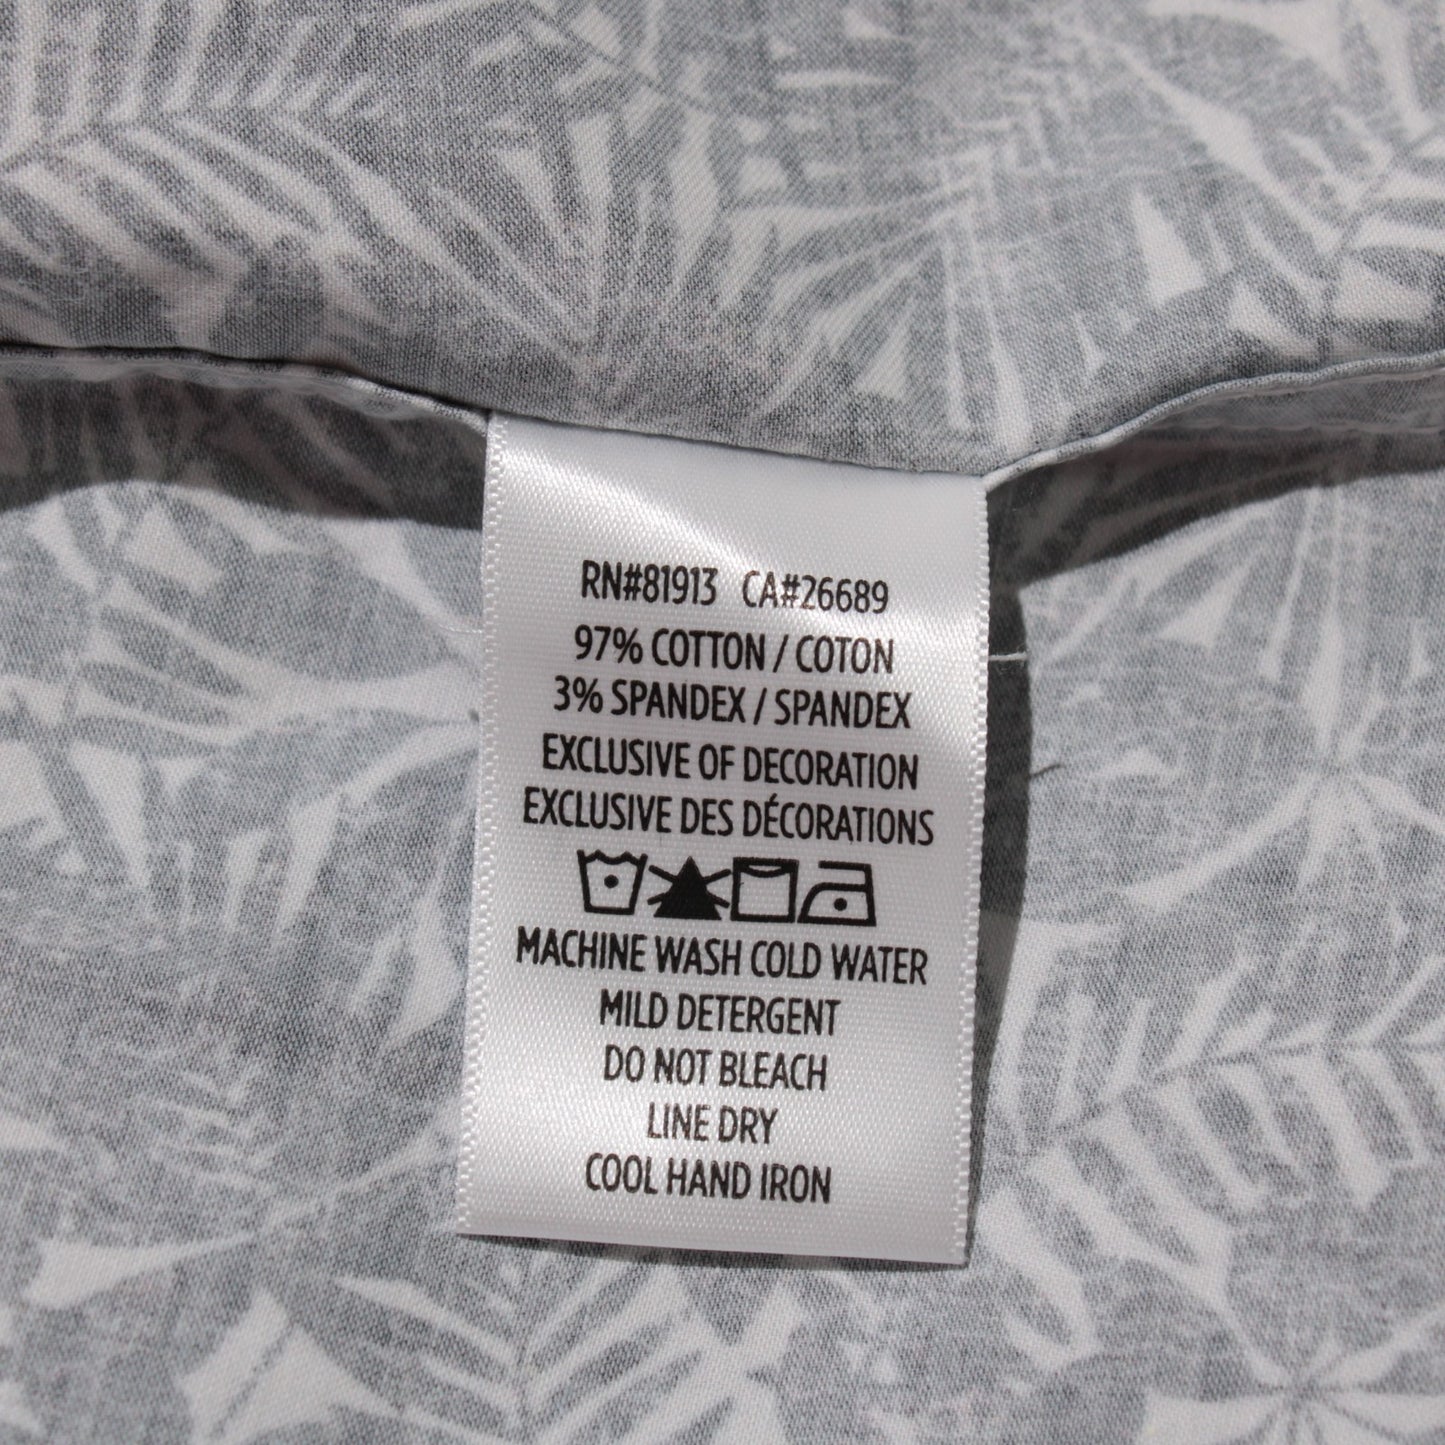 RN#81913 CA#26689
97% COTTON / COTON
3% SPANDEX / SPANDEX
EXCLUSIVE OF DECORATION
EXCLUSIVE DES DÉCORATIONS
MACHINE WASH COLD WATER
MILD DETERGENT
DO NOT BLEACH
LINE DRY
COOL HAND IRON